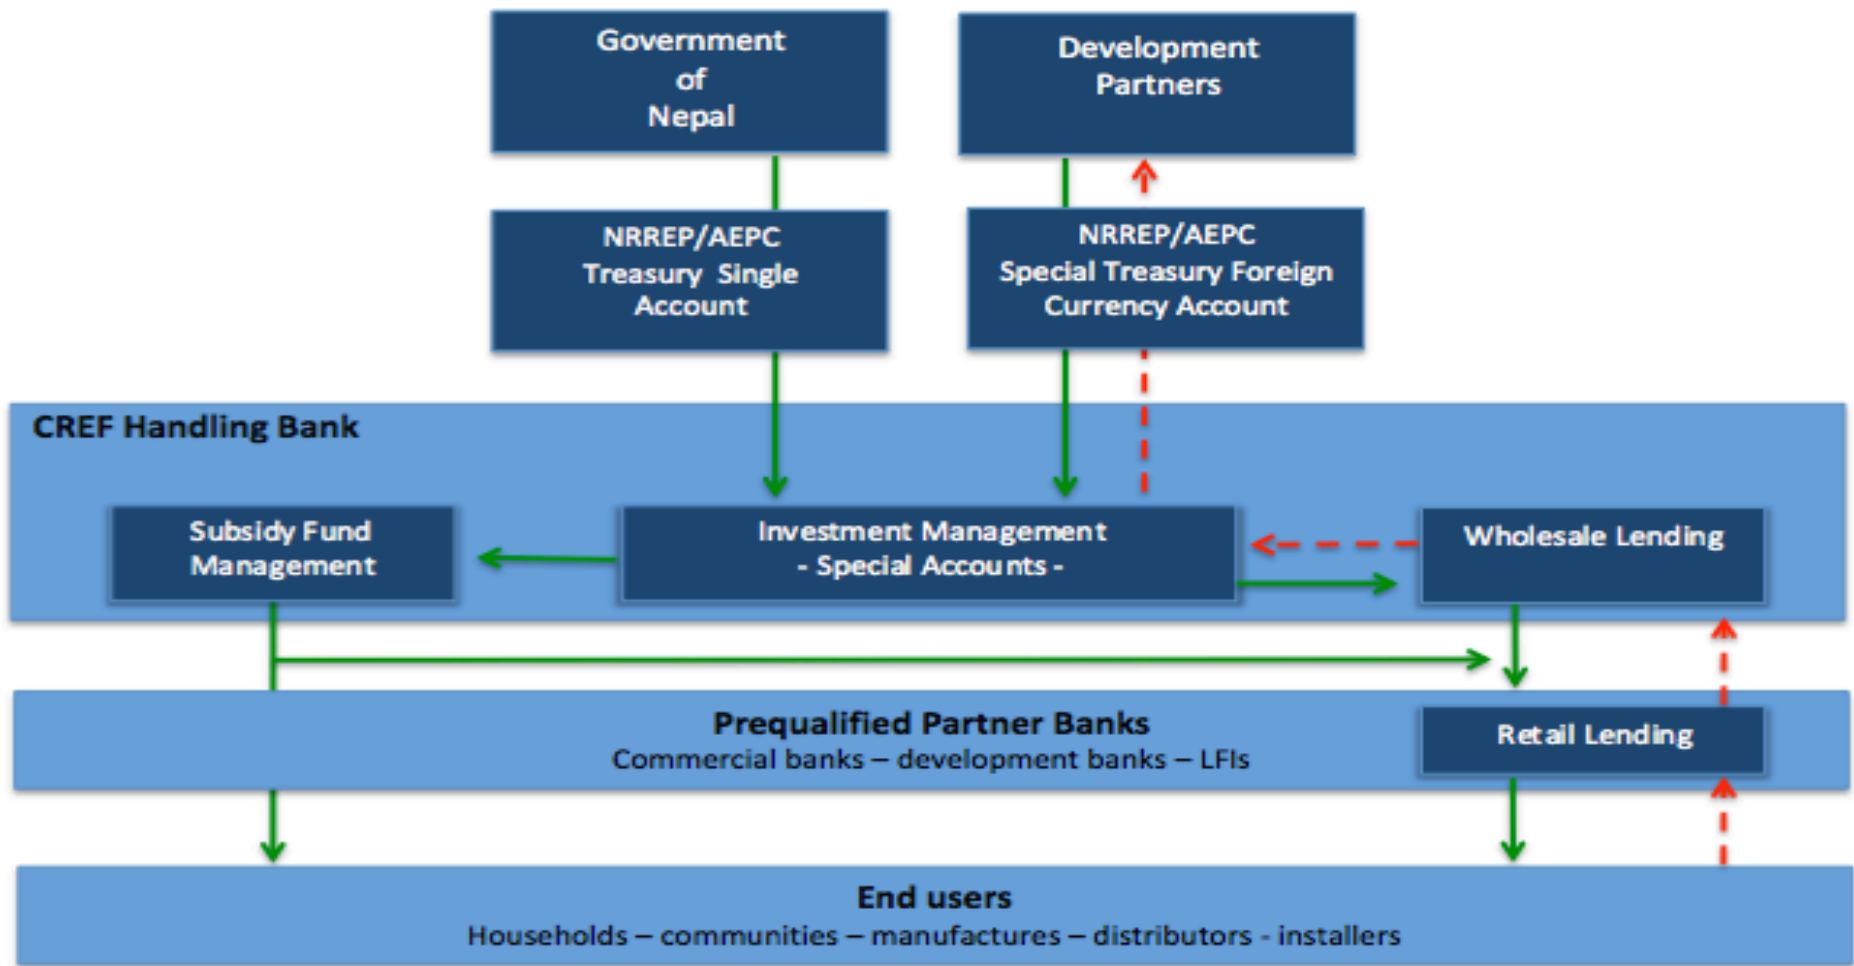 Government
of
Nepal
Development
Partners
NRREP/AEPC
Treasury Single
Account
NRREP/AEPC
Special Treasury Foreign
Currency Account
CREF Handling Bank
Subsidy Fund
Management
Investment Management
- Special Accounts -
Wholesale Lending
Prequalified Partner Banks
Commercial banks – development banks – LFIs
Retail Lending
End users
Households – communities – manufactures – distributors - installers